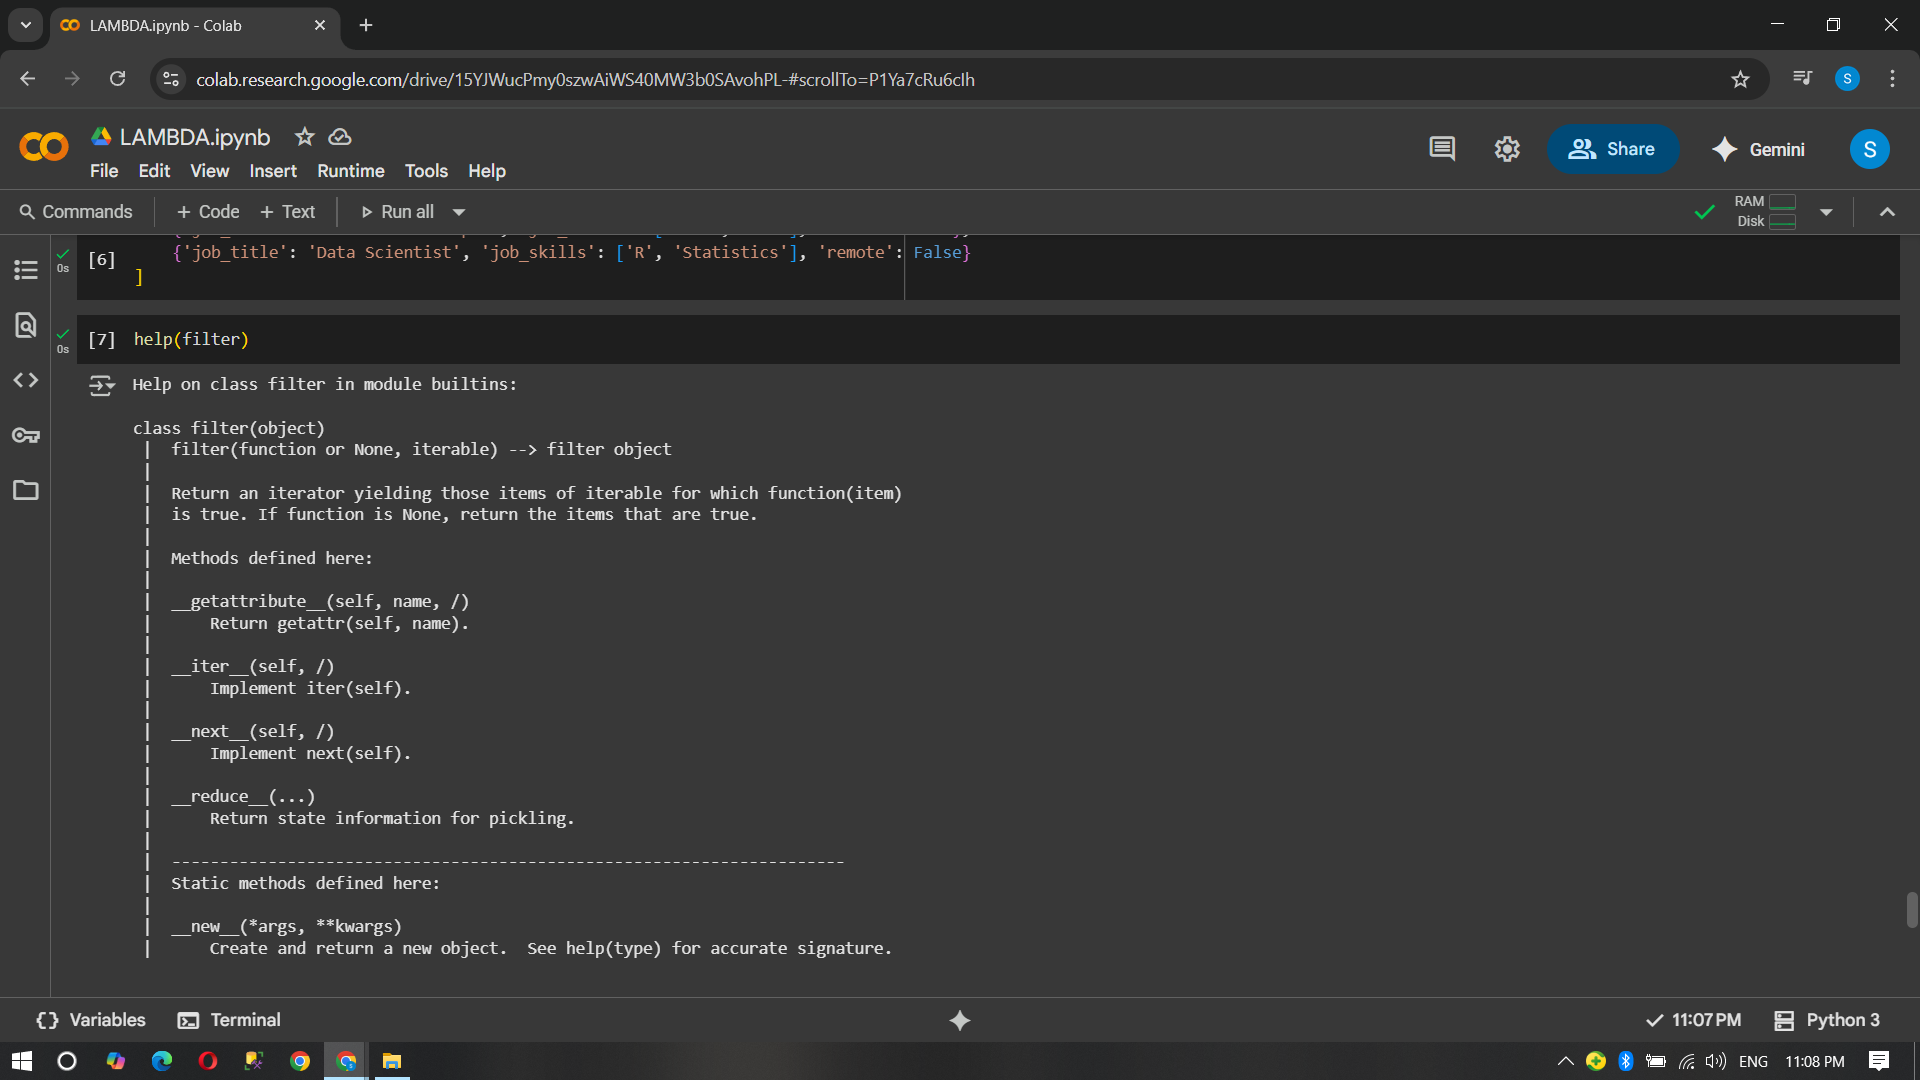 LAMBDA.ipynb - Colab
colab.research.google.com/drive/15YJWucPmy0szwAiWS40MW3b0SAvohPL-#scrollTo=P1Ya7cRu6cIh
S
LAMBDA.ipynb
File Edit View Insert Runtime Tools Help
Share
Gemini
S
Commands + Code + Text Run all
RAM
Disk
0s
[6] {'job_title': 'Data Scientist', 'job_skills': ['R', 'Statistics'], 'remote': False}
]
0s
[7] help(filter)
Help on class filter in module builtins:
class filter(object)
 |  filter(function or None, iterable) --> filter object
 |
 |  Return an iterator yielding those items of iterable for which function(item)
 |  is true. If function is None, return the items that are true.
 |
 |  Methods defined here:
 |
 |  __getattribute__(self, name, /)
 |      Return getattr(self, name).
 |
 |  __iter__(self, /)
 |      Implement iter(self).
 |
 |  __next__(self, /)
 |      Implement next(self).
 |
 |  __reduce__(...)
 |      Return state information for pickling.
 |
 |  ----------------------------------------------------------------------
 |  Static methods defined here:
 |
 |  __new__(*args, **kwargs)
 |      Create and return a new object.  See help(type) for accurate signature.
{} Variables Terminal
11:07 PM Python 3
ENG 11:08 PM